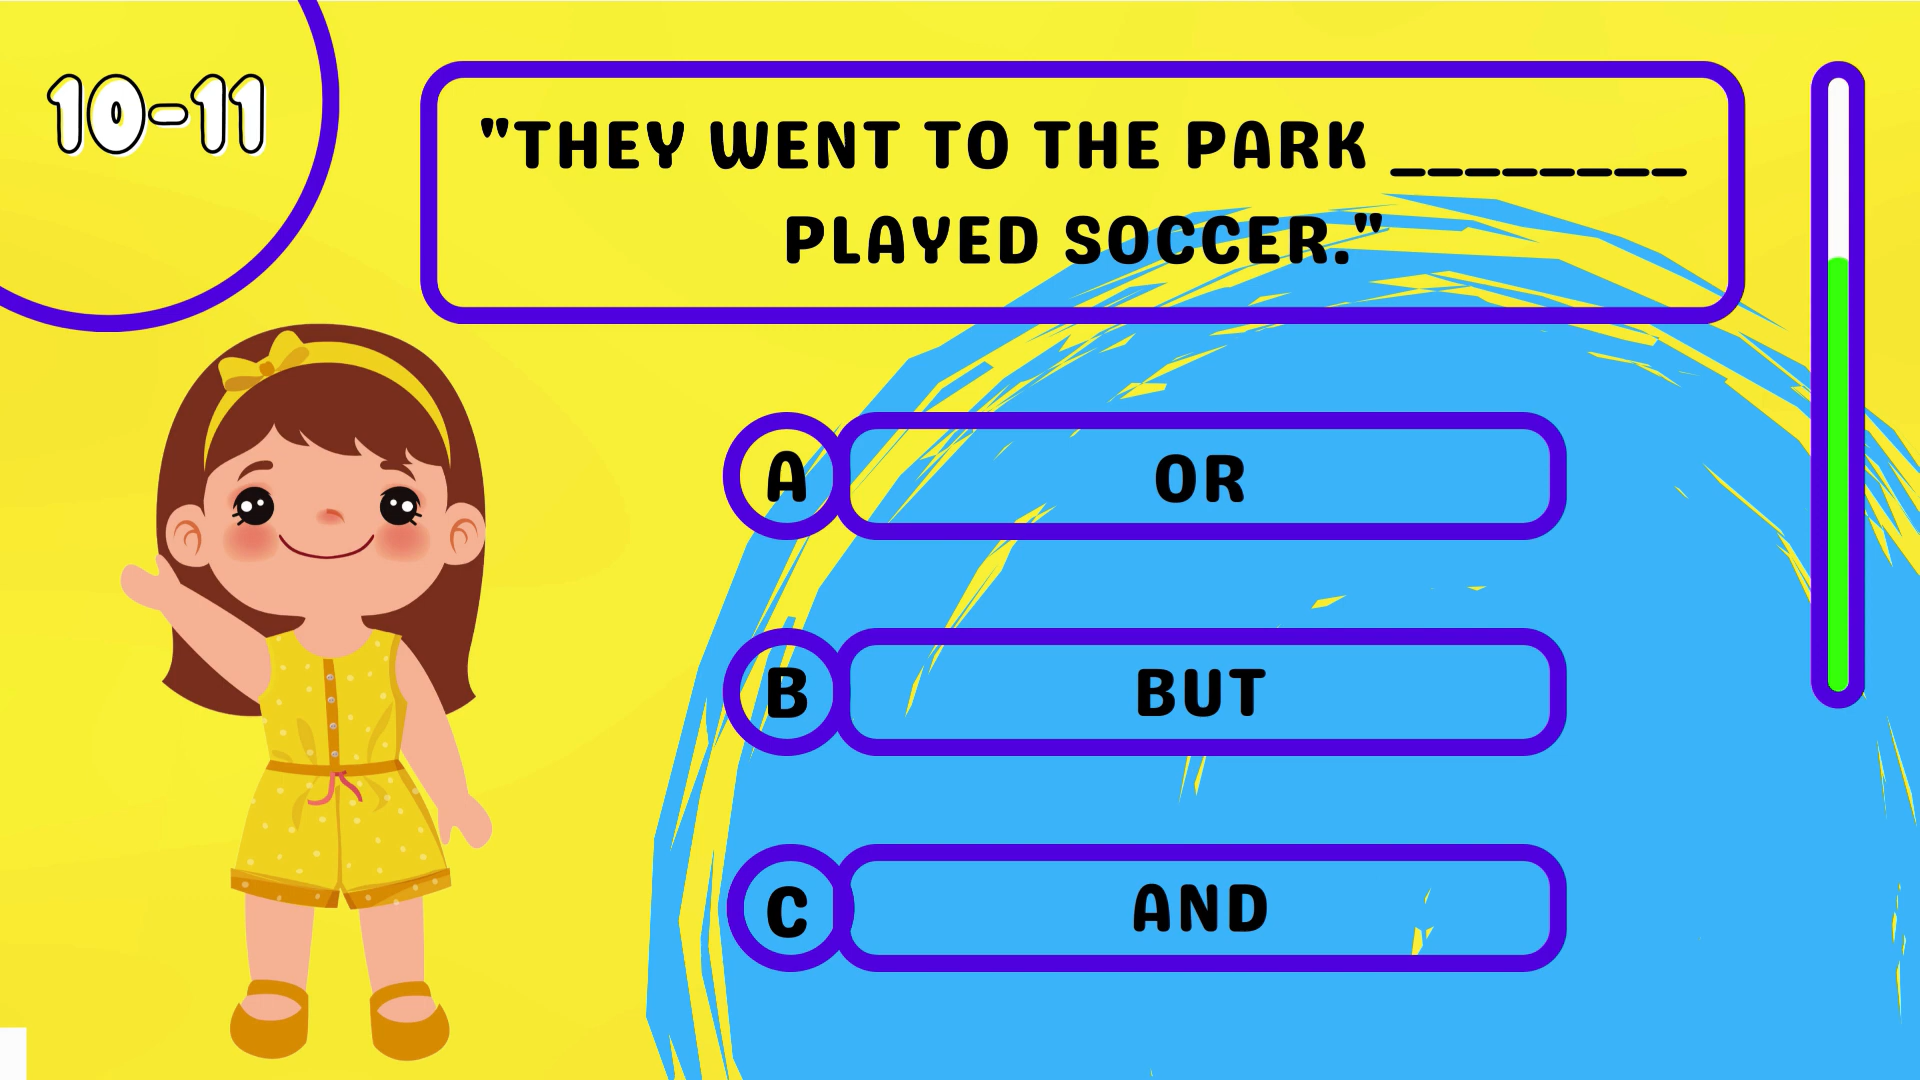 10-11
"THEY WENT TO THE PARK ________
PLAYED SOCCER."
A OR
B BUT
C AND